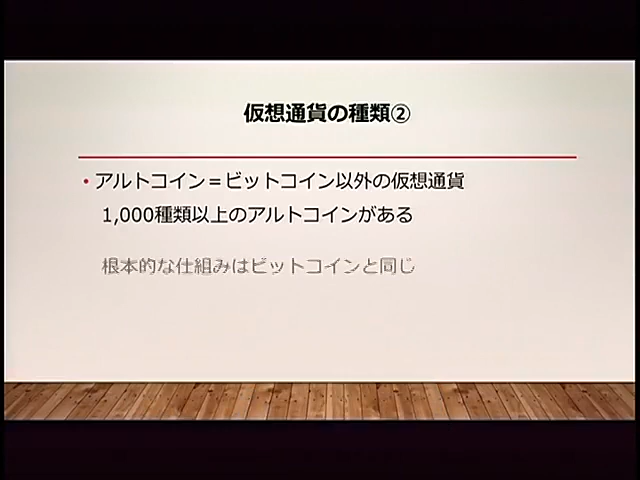 仮想通貨の種類②
・アルトコイン＝ビットコイン以外の仮想通貨
1,000種類以上のアルトコインがある
根本的な仕組みはビットコインと同じ